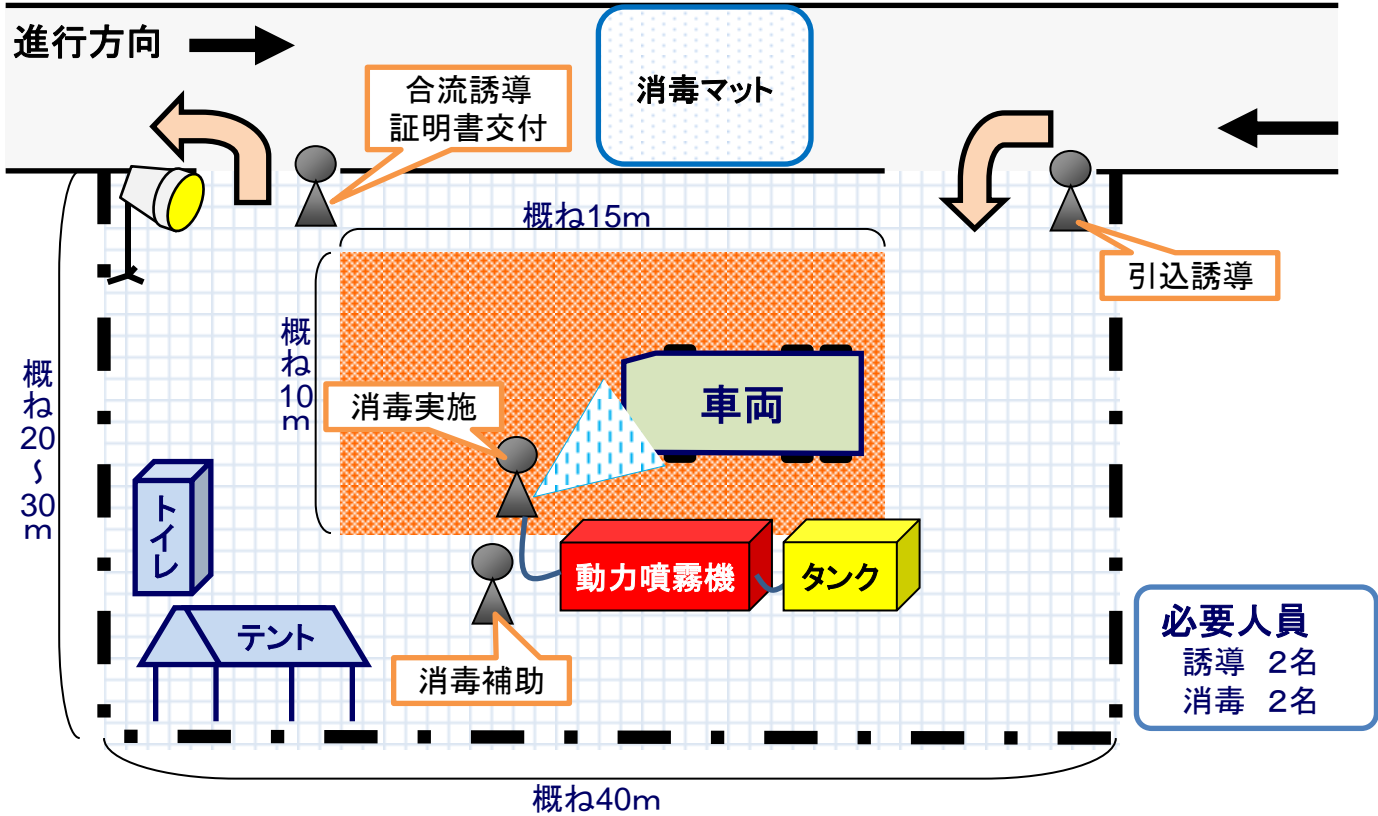 進行方向
消毒マット
合流誘導
証明書交付
概ね15m
引込誘導
概ね10m
概ね20～30m
車両
消毒実施
トイレ
動力噴霧機
タンク
テント
消毒補助
必要人員
誘導 2名
消毒 2名
概ね40m